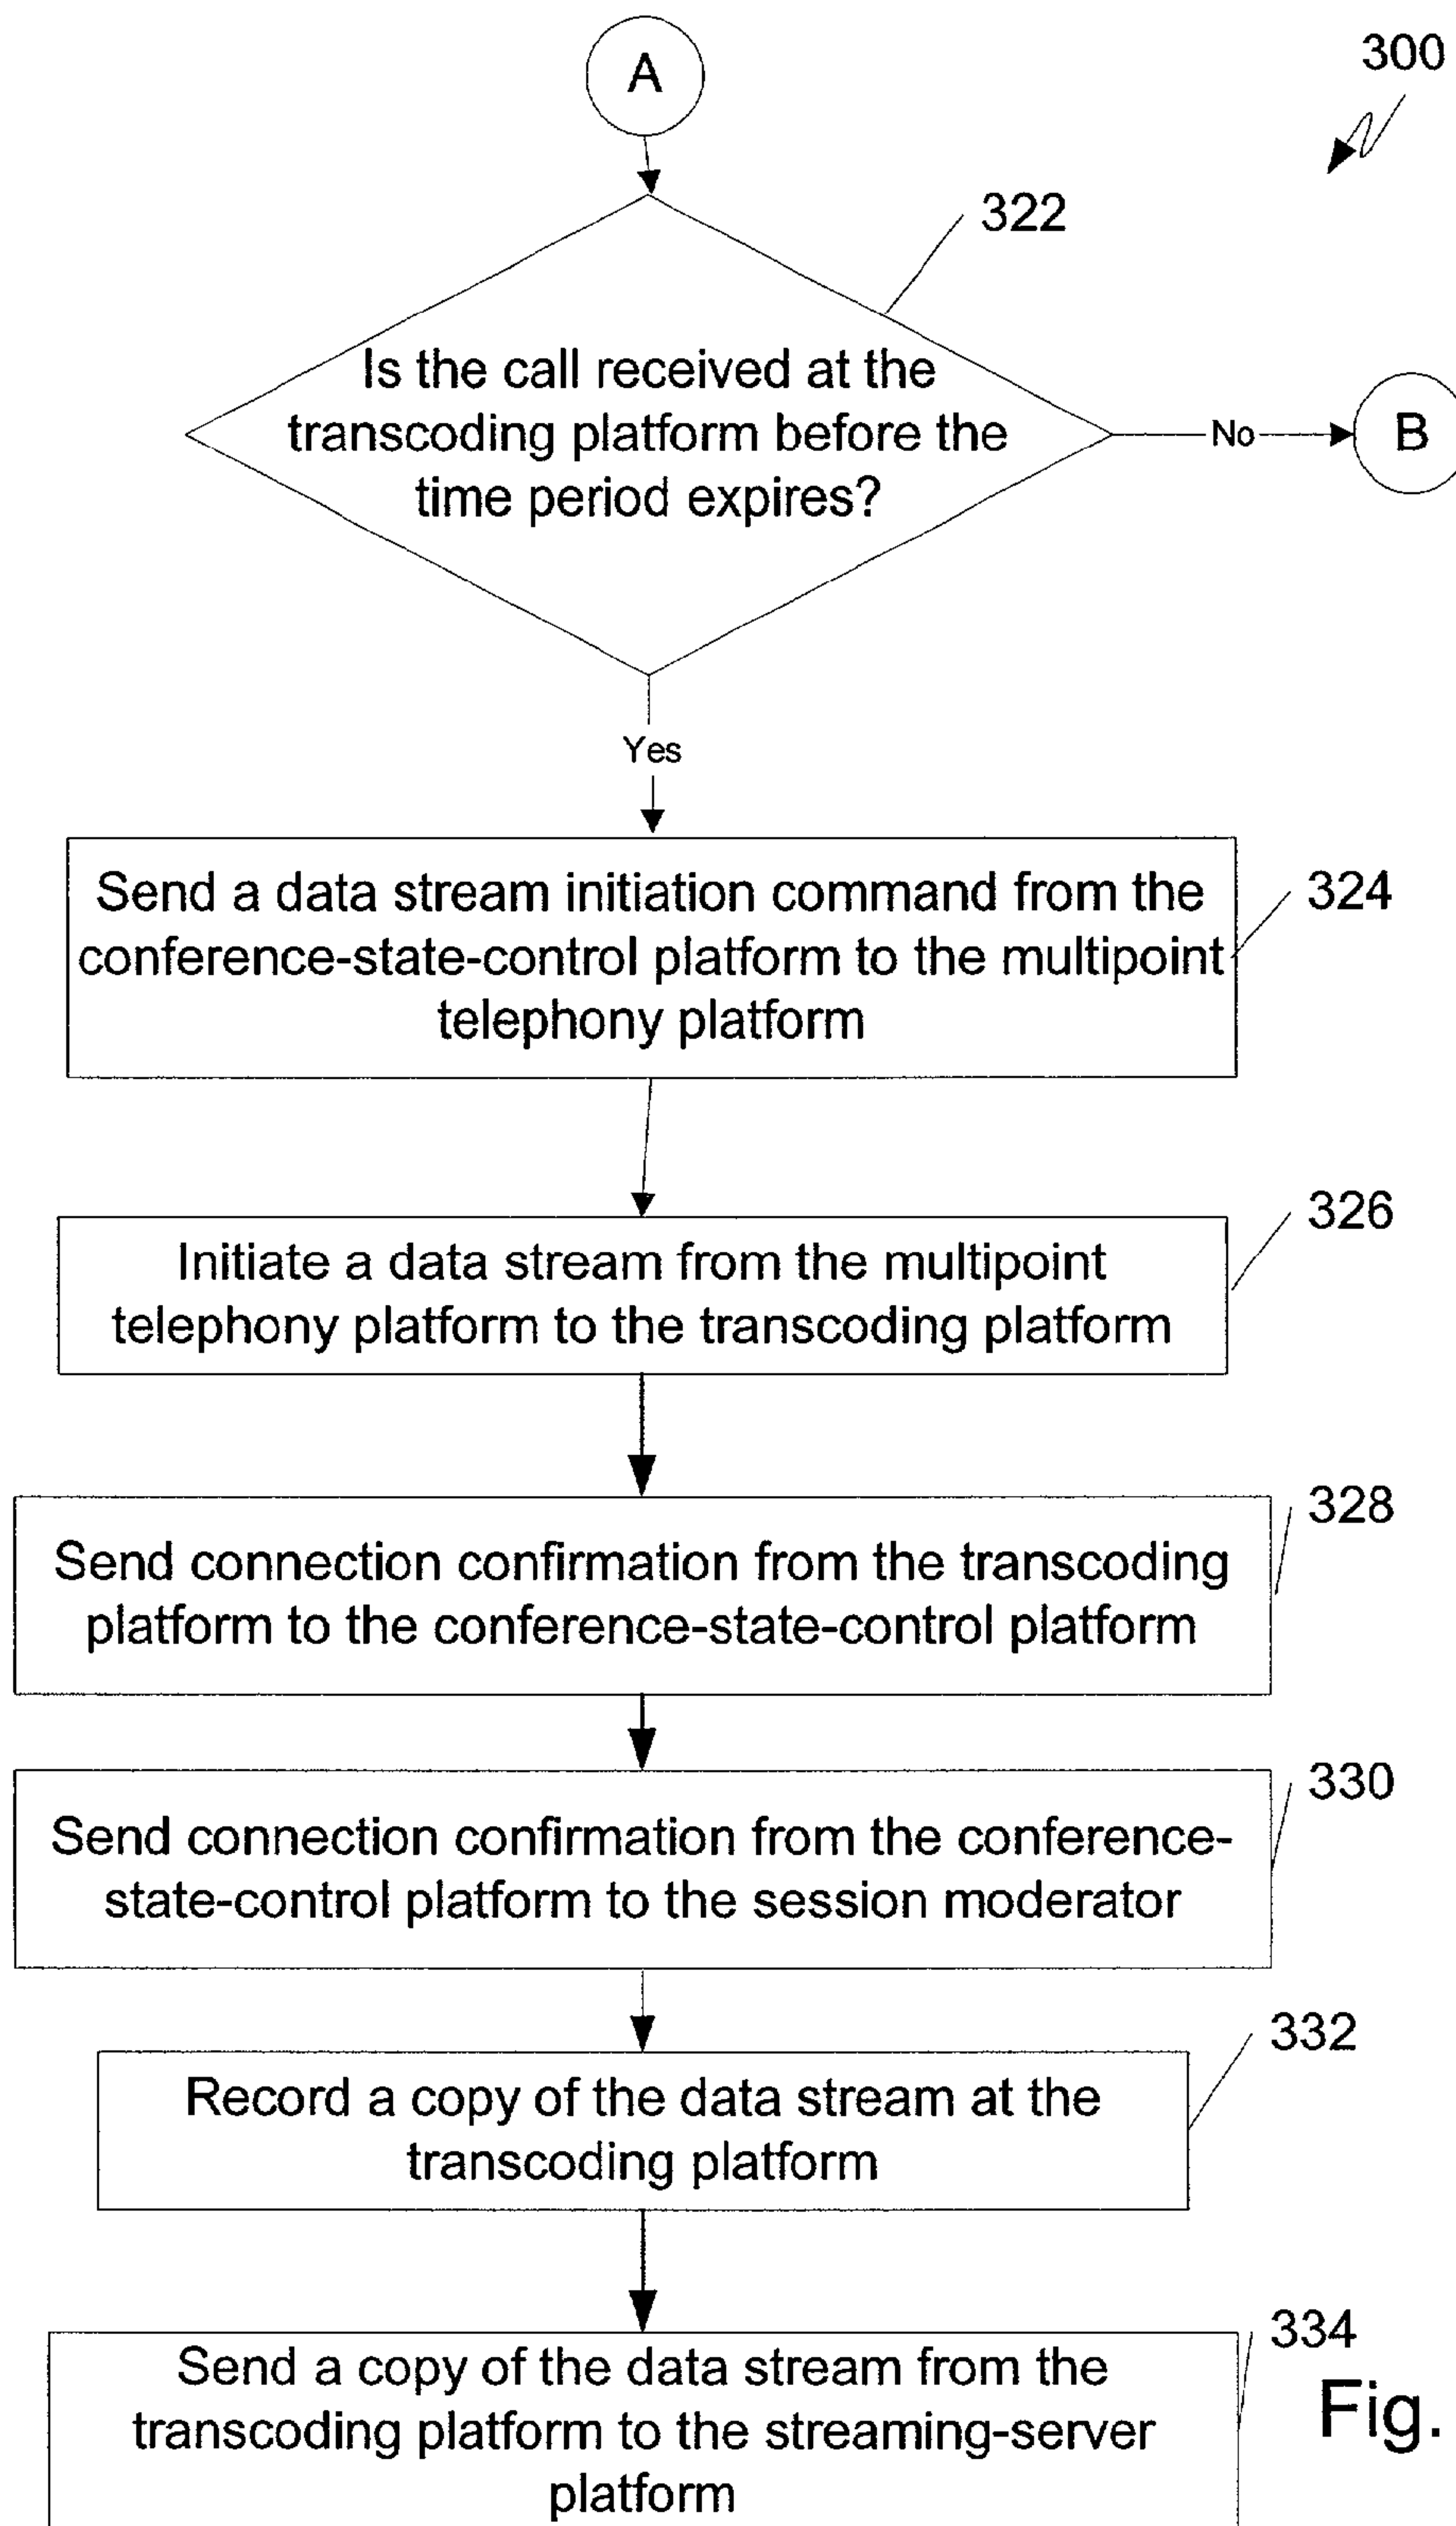 A
300
322
Is the call received at the
transcoding platform before the
time period expires?
No
B
Yes
Send a data stream initiation command from the
conference-state-control platform to the multipoint
telephony platform
324
326
Initiate a data stream from the multipoint
telephony platform to the transcoding platform
328
Send connection confirmation from the transcoding
platform to the conference-state-control platform
330
Send connection confirmation from the conference-
state-control platform to the session moderator
332
Record a copy of the data stream at the
transcoding platform
334
Send a copy of the data stream from the
transcoding platform to the streaming-server
platform
Fig.